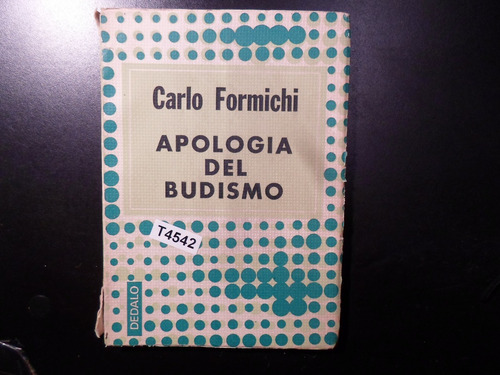 Carlo Formichi
APOLOGIA
DEL
BUDISMO
T4542
DEDALO